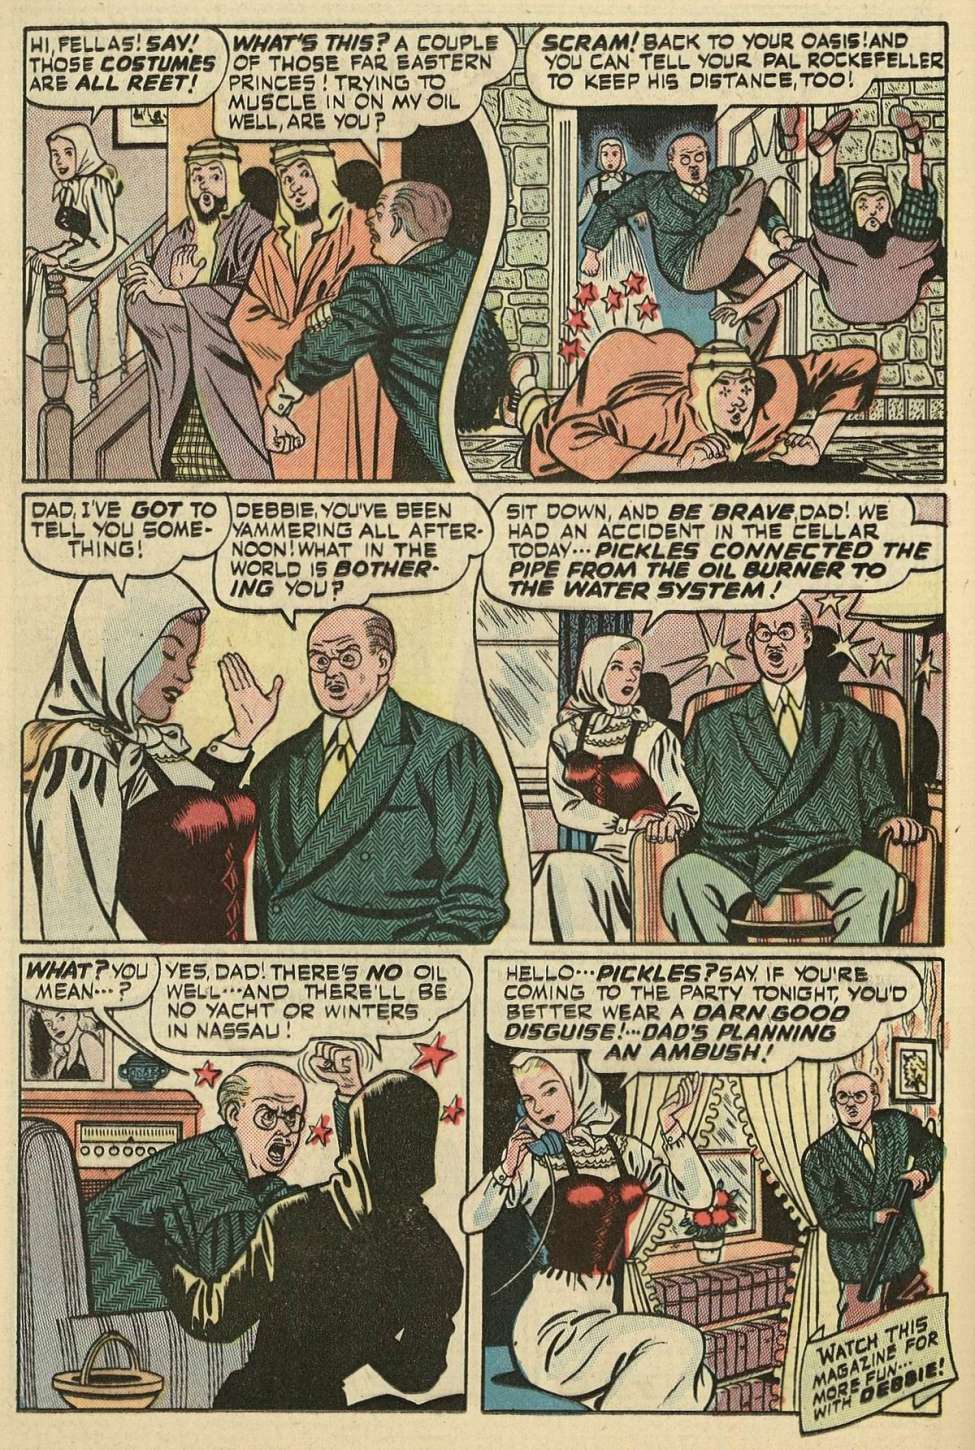 HI, FELLAS! SAY!
THOSE COSTUMES
ARE ALL REET!
WHAT'S THIS? A COUPLE
OF THOSE FAR EASTERN
PRINCES! TRYING TO
MUSCLE IN ON MY OIL
WELL, ARE YOU?
SCRAM! BACK TO YOUR OASIS! AND
YOU CAN TELL YOUR PAL ROCKEFELLER
TO KEEP HIS DISTANCE, TOO!
DAD, I'VE GOT TO
TELL YOU SOME-
THING!
DEBBIE, YOU'VE BEEN
YAMMERING ALL AFTER-
NOON! WHAT IN THE
WORLD IS BOTHER-
ING YOU?
SIT DOWN, AND BE BRAVE, DAD! WE
HAD AN ACCIDENT IN THE CELLAR
TODAY... PICKLES CONNECTED THE
PIPE FROM THE OIL BURNER TO
THE WATER SYSTEM!
WHAT? YOU
MEAN...?
YES, DAD! THERE'S NO OIL
WELL...AND THERE'LL BE
NO YACHT OR WINTERS
IN NASSAU!
HELLO... PICKLES? SAY, IF YOU'RE
COMING TO THE PARTY TONIGHT, YOU'D
BETTER WEAR A DARN GOOD
DISGUISE!...DAD'S PLANNING
AN AMBUSH!
WATCH THIS
MAGAZINE FOR
MORE FUN...
WITH DEBBIE!